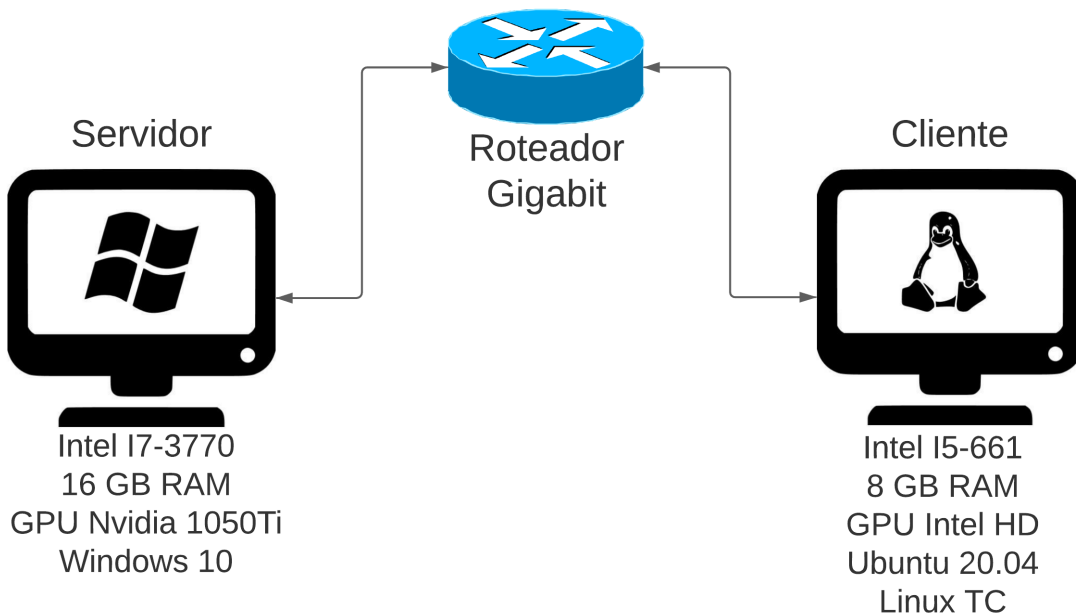 Servidor
Roteador
Gigabit
Cliente
Intel I7-3770
16 GB RAM
GPU Nvidia 1050Ti
Windows 10
Intel I5-661
8 GB RAM
GPU Intel HD
Ubuntu 20.04
Linux TC